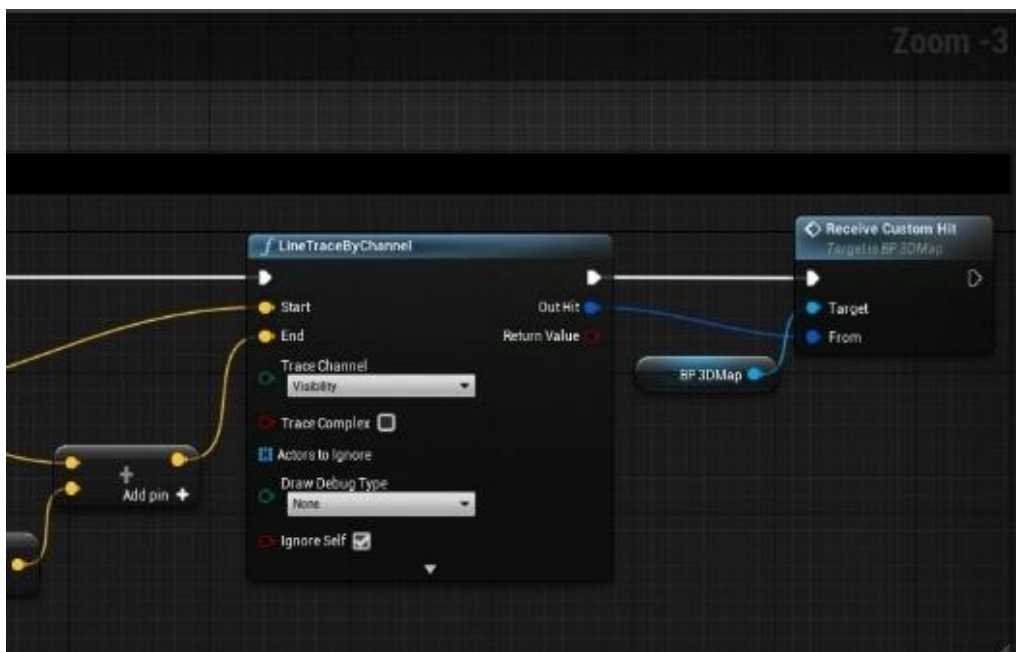 Zoom -3
LineTraceByChannel
Start
Out Hit
End
Return Value
Trace Channel
Visibility
Trace Complex
Actors to Ignore
Draw Debug Type
None
Ignore Self
Add pin
BP 3DMap
Receive Custom Hit
Target is BP 3DMap
Target
From